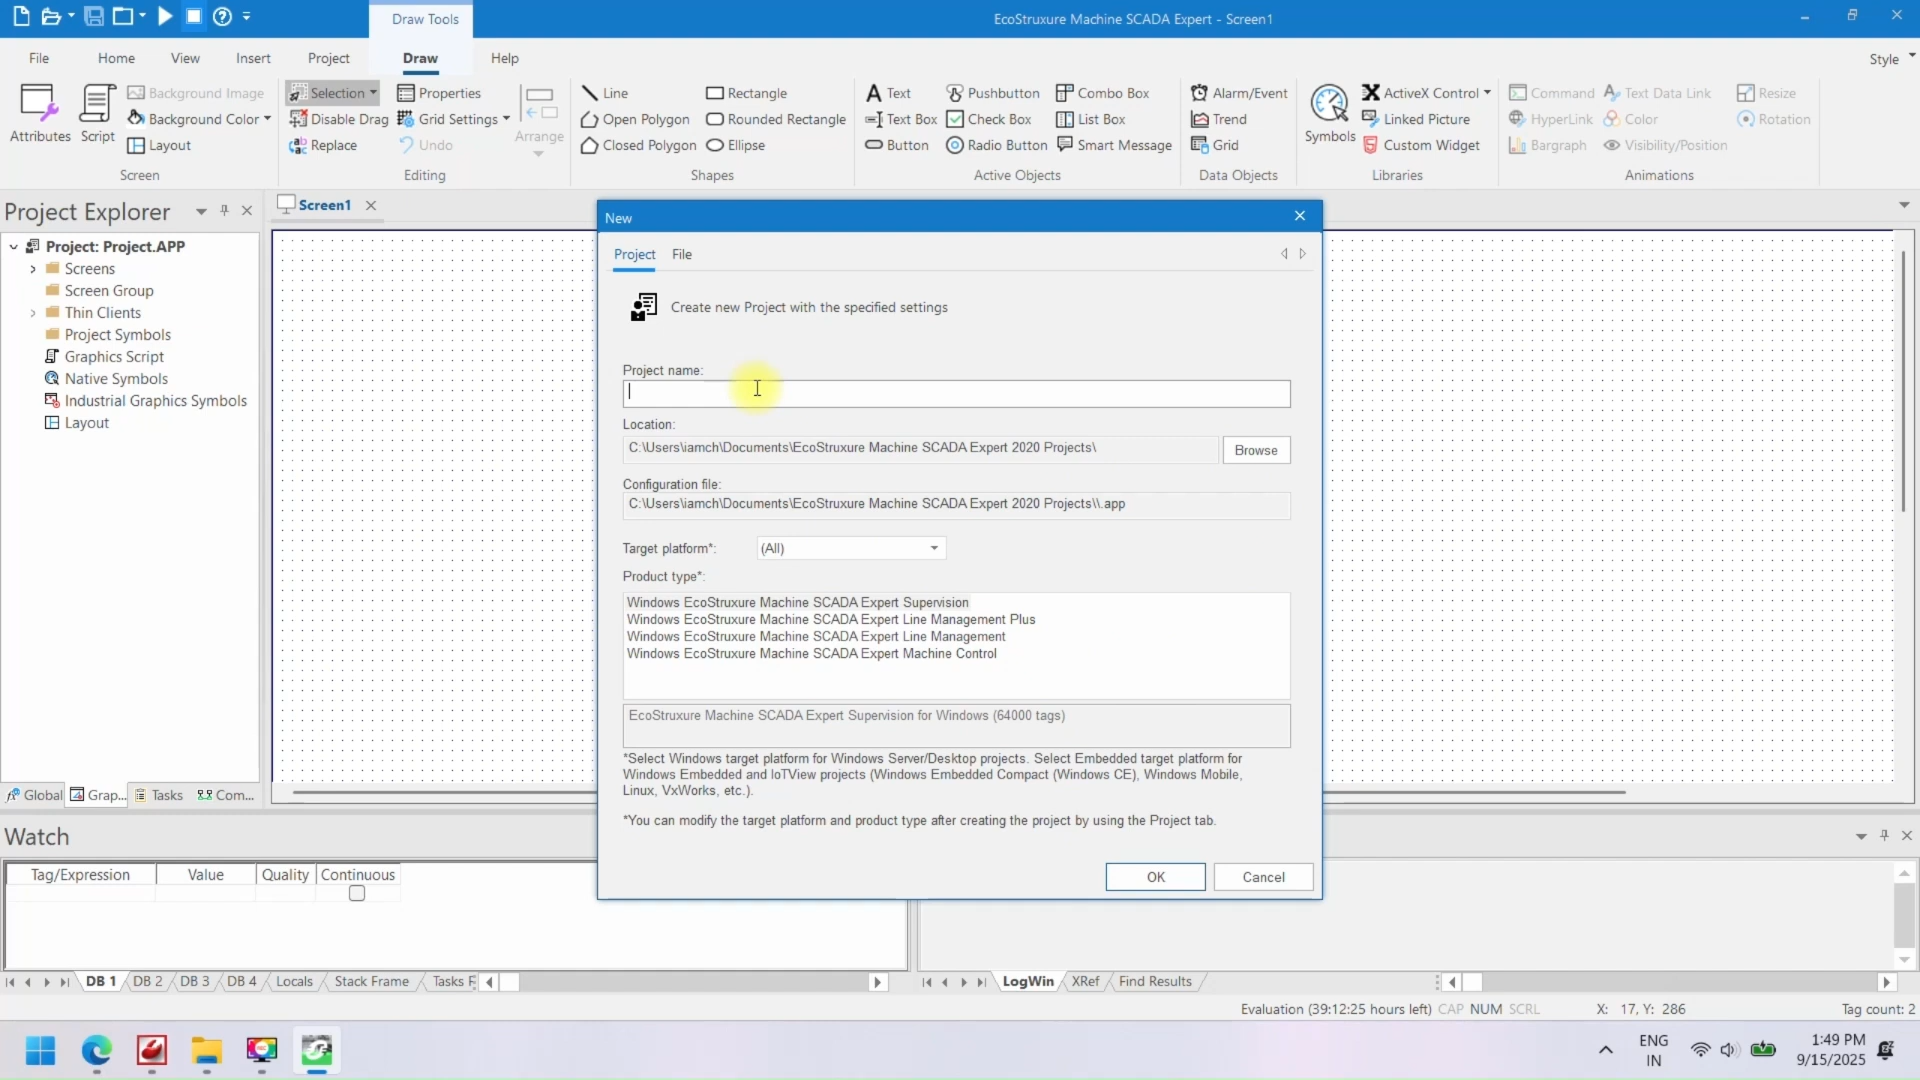 Draw Tools
EcoStruxure Machine SCADA Expert - Screen1
File Home View Insert Project Draw Help Style
Attributes Script Background Image Background Color Layout
Selection Properties Disable Drag Grid Settings Replace Undo Arrange
Line Rectangle Open Polygon Rounded Rectangle Closed Polygon Ellipse
Text Pushbutton Combo Box Text Box Check Box List Box Button Radio Button Smart Message
Alarm/Event Trend Grid
Symbols ActiveX Control Linked Picture Custom Widget
Command Text Data Link Resize HyperLink Color Rotation Bargraph Visibility/Position
Screen Editing Shapes Active Objects Data Objects Libraries Animations
Project Explorer
Screen1
Project: Project.APP
Screens
Screen Group
Thin Clients
Project Symbols
Graphics Script
Native Symbols
Industrial Graphics Symbols
Layout
Global Grap... Tasks Com...
New
Project File
Create new Project with the specified settings
Project name:
Location:
C:\Users\iamch\Documents\EcoStruxure Machine SCADA Expert 2020 Projects\
Browse
Configuration file:
C:\Users\iamch\Documents\EcoStruxure Machine SCADA Expert 2020 Projects\\.app
Target platform*: (All)
Product type*:
Windows EcoStruxure Machine SCADA Expert Supervision
Windows EcoStruxure Machine SCADA Expert Line Management Plus
Windows EcoStruxure Machine SCADA Expert Line Management
Windows EcoStruxure Machine SCADA Expert Machine Control
EcoStruxure Machine SCADA Expert Supervision for Windows (64000 tags)
*Select Windows target platform for Windows Server/Desktop projects. Select Embedded target platform for
Windows Embedded and IoTView projects (Windows Embedded Compact (Windows CE), Windows Mobile,
Linux, VxWorks, etc.).
*You can modify the target platform and product type after creating the project by using the Project tab.
OK Cancel
Watch
Tag/Expression Value Quality Continuous
DB 1 DB 2 DB 3 DB 4 Locals Stack Frame Tasks F
LogWin XRef Find Results
Evaluation (39:12:25 hours left) CAP NUM SCRL X: 17, Y: 286 Tag count: 2
ENG
IN
1:49 PM
9/15/2025